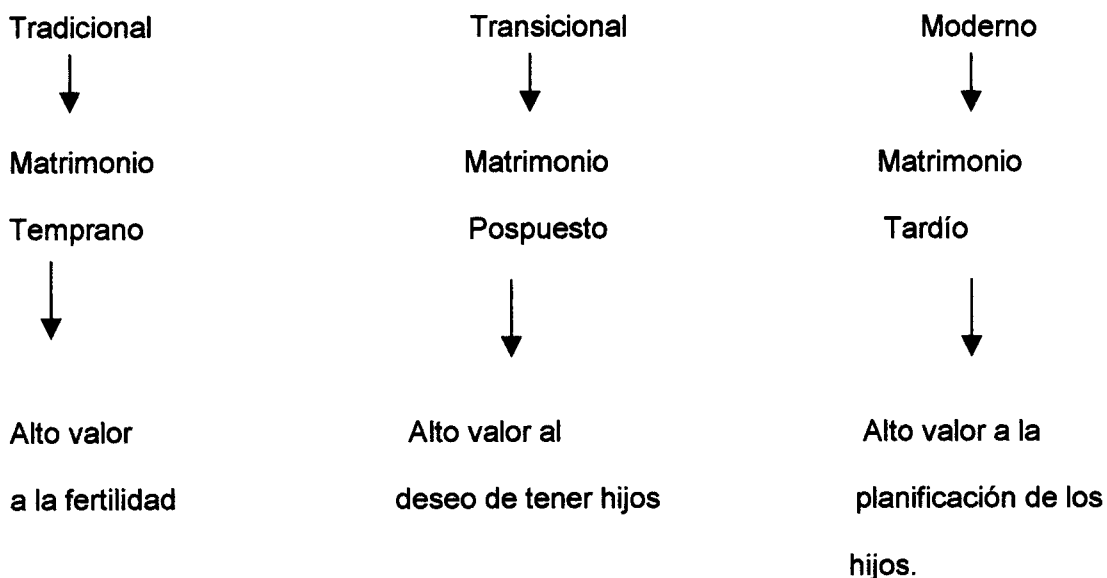 Tradicional Transicional Moderno
Matrimonio Matrimonio Matrimonio
Temprano Pospuesto Tardío
Alto valor Alto valor al Alto valor a la
a la fertilidad deseo de tener hijos planificación de los
hijos.